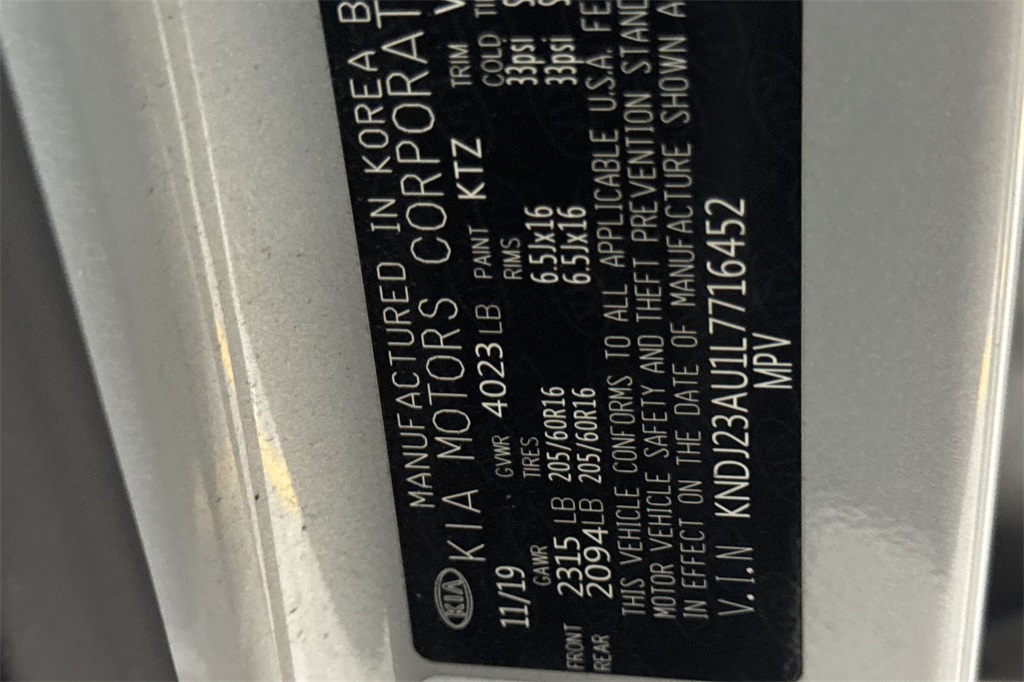 MANUFACTURED IN KOREA B
KIA KIA MOTORS CORPORAT
11/19 GVWR 4023 LB PAINT KTZ TRIM
GAWR TIRES RIMS COLD
FRONT 2315 LB 205/60R16 6.5Jx16 33psi
REAR 2094 LB 205/60R16 6.5Jx16 33psi
THIS VEHICLE CONFORMS TO ALL APPLICABLE U.S.A. FE
MOTOR VEHICLE SAFETY AND THEFT PREVENTION STAND
IN EFFECT ON THE DATE OF MANUFACTURE SHOWN A
V.I.N KNDJ23AU1L7716452
MPV